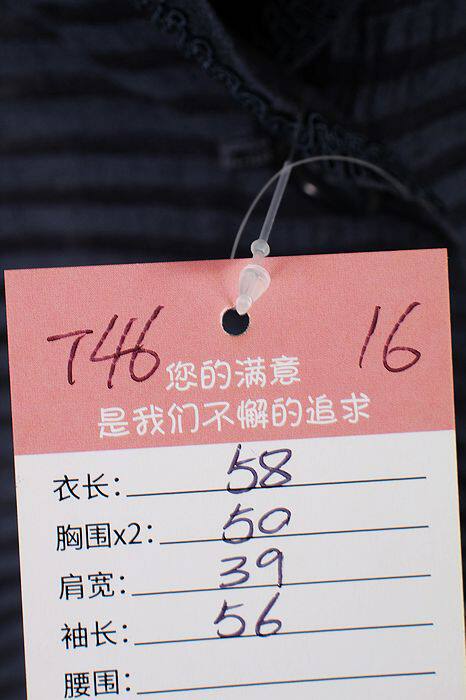 T46 16
您的满意
是我们不懈的追求
衣长: 58
胸围x2: 50
肩宽: 39
袖长: 56
腰围: